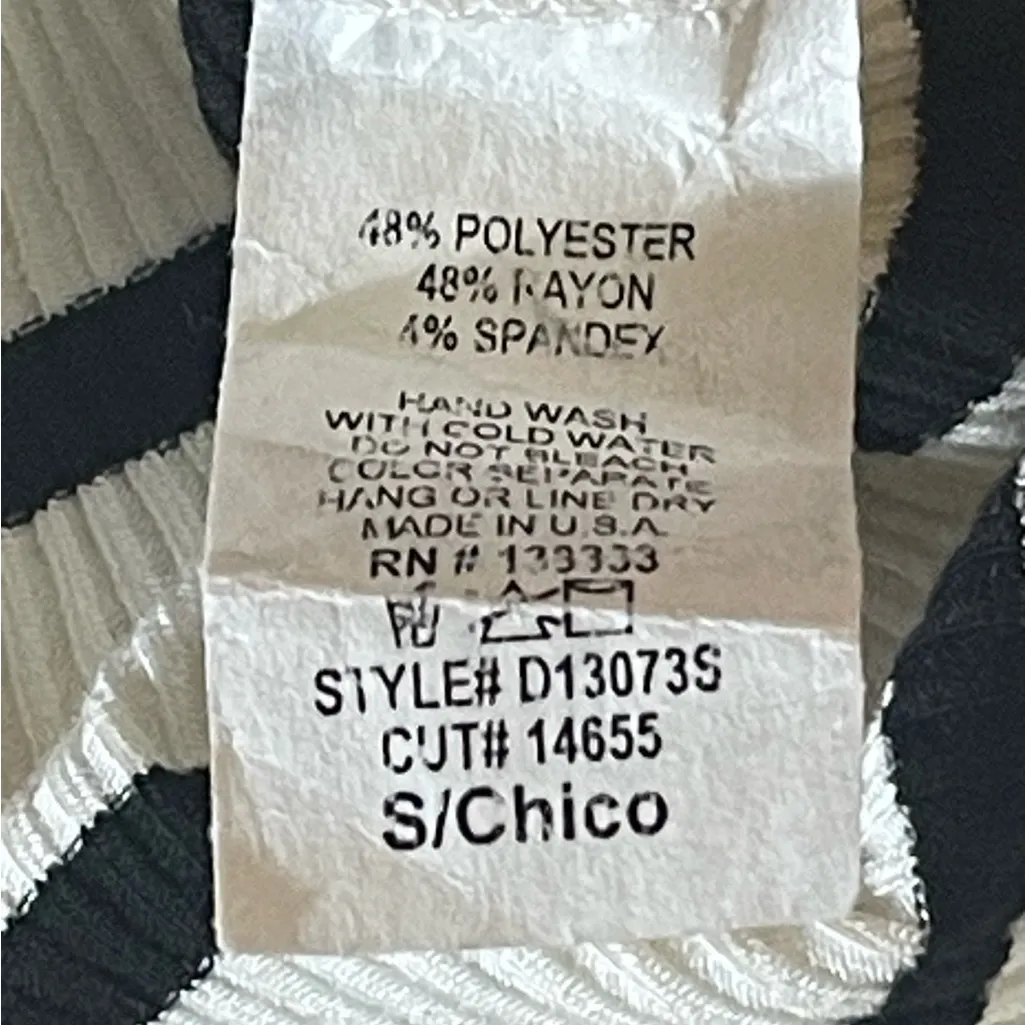 48% POLYESTER
48% RAYON
4% SPANDEX
HAND WASH
WITH COLD WATER
DO NOT BLEACH
COLOR SEPARATE
HANG OR LINE DRY
MADE IN U.S.A.
RN #
STYLE# D13073S
CUT# 14655
S/Chico